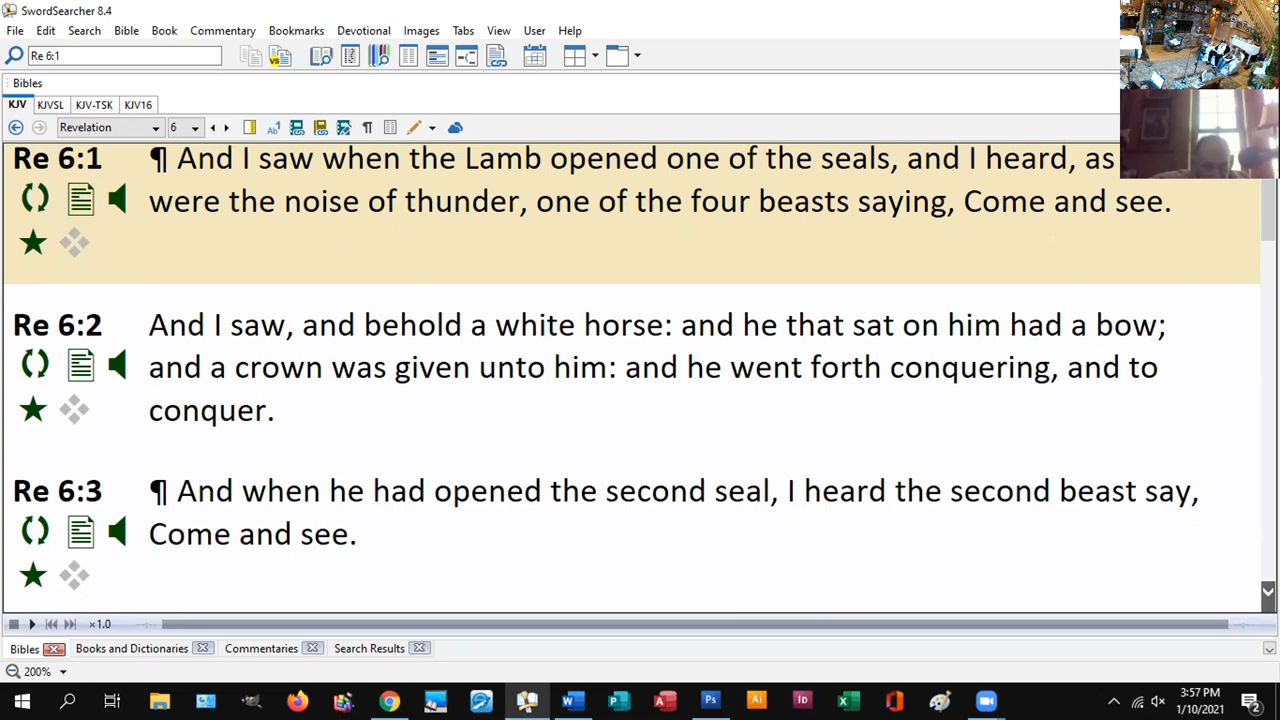 SwordSearcher 8.4
File Edit Search Bible Book Commentary Bookmarks Devotional Images Tabs View User Help
Re 6:1
VS
Bibles
KJV KJVSL KJV-TSK KJV16
Revelation 6
Re 6:1 ¶ And I saw when the Lamb opened one of the seals, and I heard, as
were the noise of thunder, one of the four beasts saying, Come and see.
Re 6:2 And I saw, and behold a white horse: and he that sat on him had a bow;
and a crown was given unto him: and he went forth conquering, and to
conquer.
Re 6:3 ¶ And when he had opened the second seal, I heard the second beast say,
Come and see.
×1.0
Bibles Books and Dictionaries Commentaries Search Results
200%
3:57 PM
1/10/2021
2